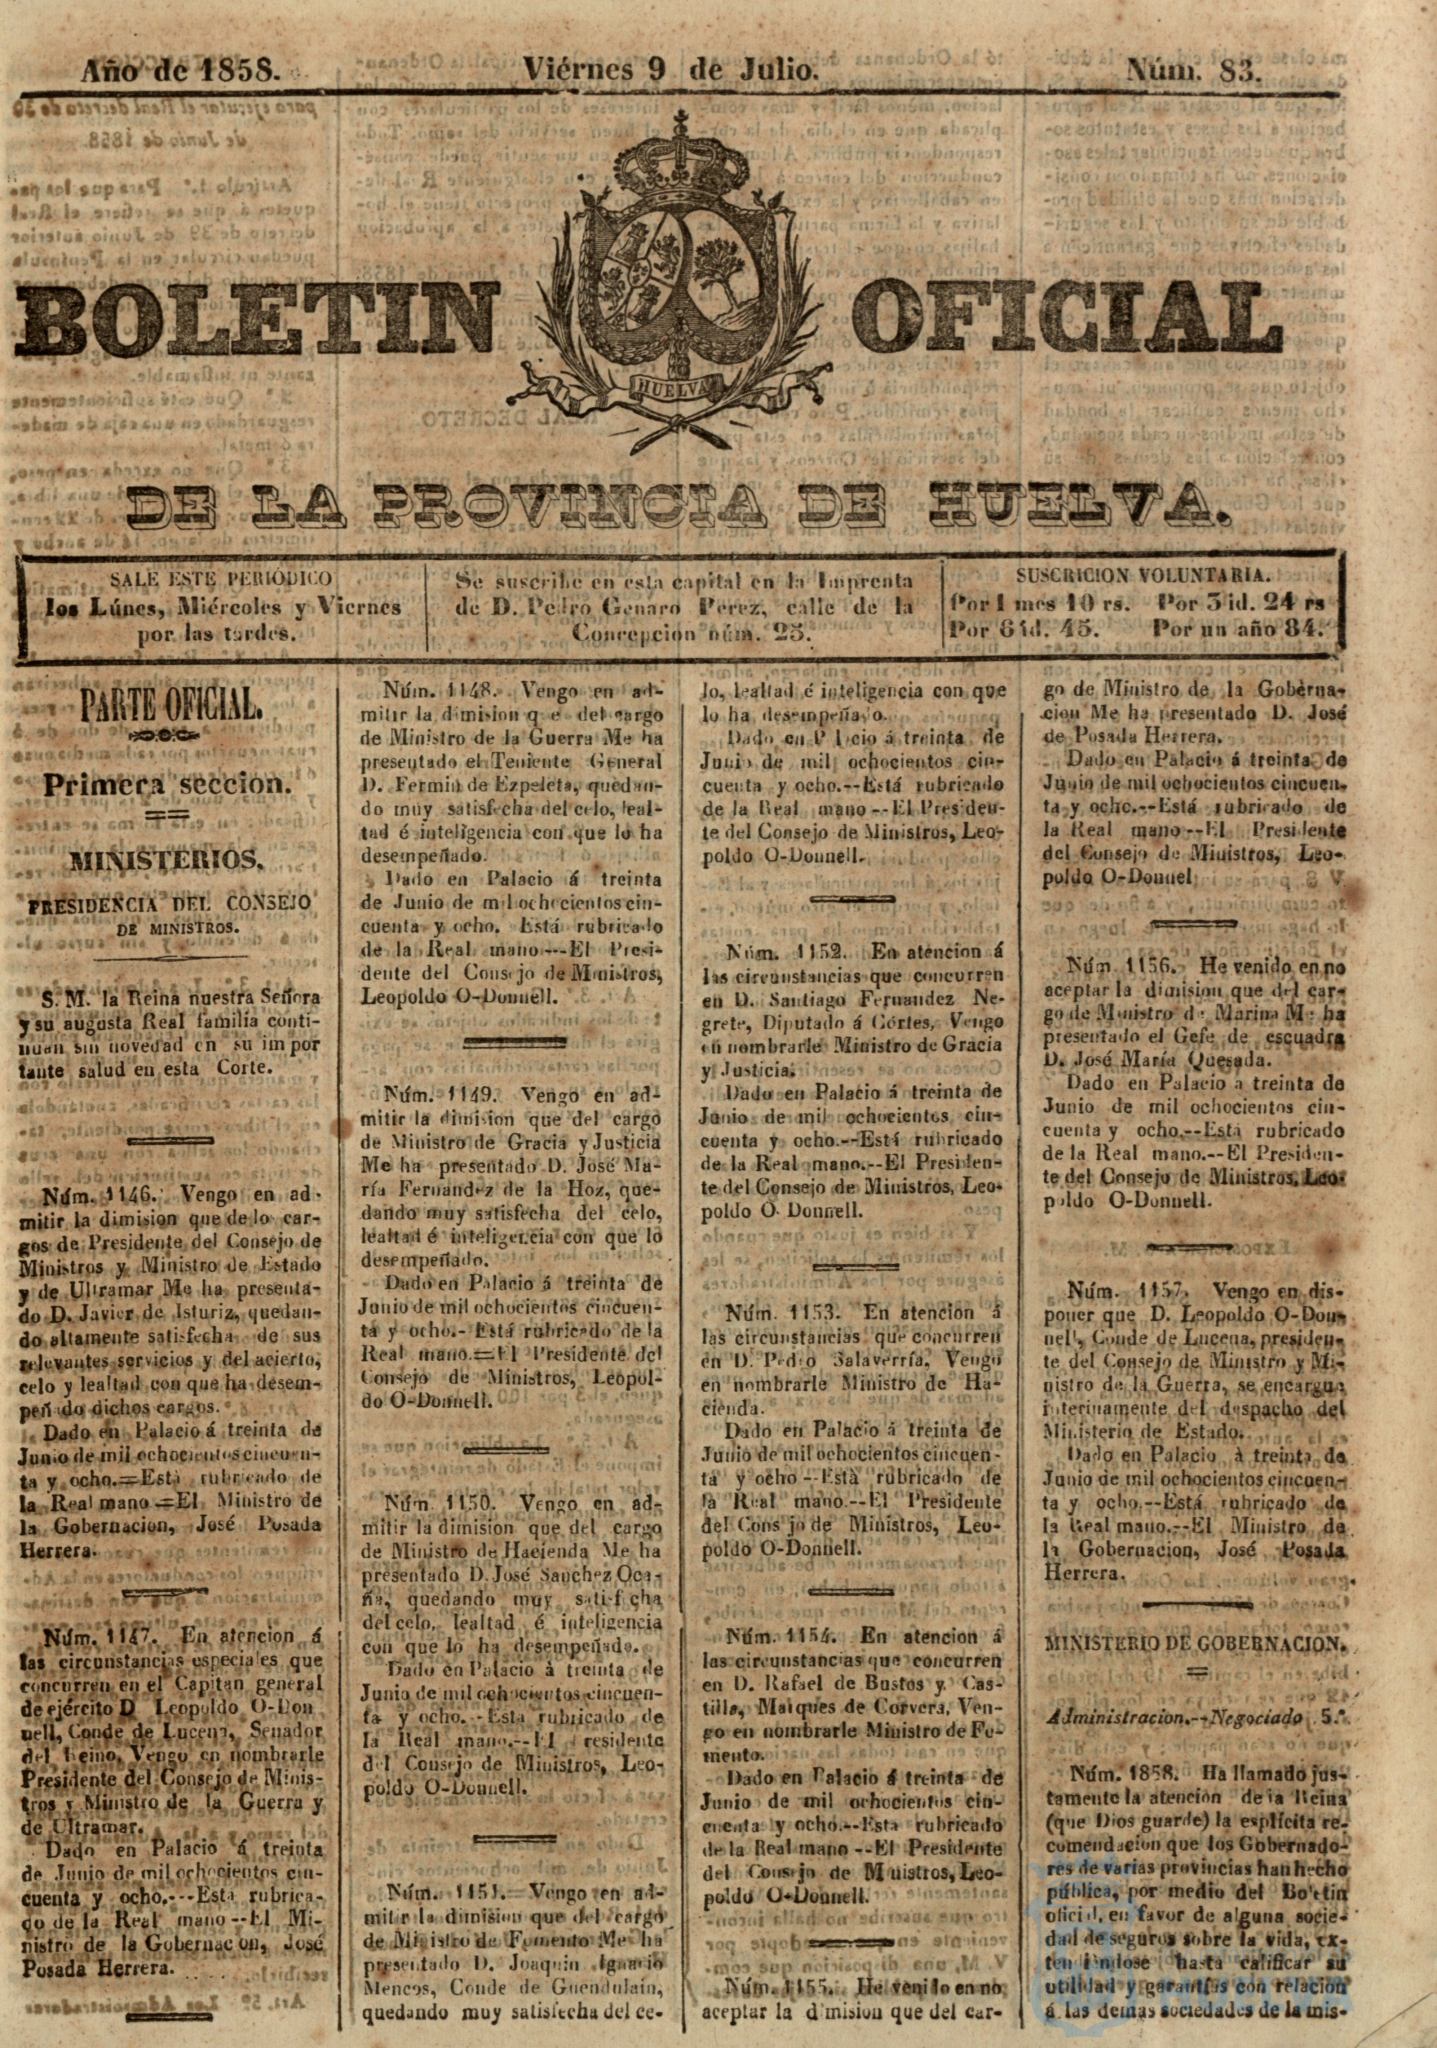 Año de 1858.
Viérnes 9 de Julio.
Núm. 83.
BOLETIN OFICIAL
HUELVA
DE LA PROVINCIA DE HUELVA.
SALE ESTE PERIÓDICO
los Lúnes, Miércoles y Viernes
por las tardes.
Se suscribe en esta capital en la Imprenta
de D. Pedro Genaro Perez, calle de la
Concepción núm. 25.
SUSCRICION VOLUNTARIA.
Por 1 mes 10 rs. Por 3 id. 24 rs
Por 6 id. 45. Por un año 84.
PARTE OFICIAL.
Primera seccion.
MINISTERIOS.
PRESIDENCIA DEL CONSEJO
DE MINISTROS.
S. M. la Reina nuestra Señora
y su augusta Real familia conti-
nuan sin novedad en su impor
tante salud en esta Corte.
Núm. 1146. Vengo en ad-
mitir la dimision que de lo car-
gos de Presidente del Consejo de
Ministros y Ministro de Estado
y de Ultramar Me ha presenta-
do D. Javier de Isturiz, quedan-
do altamente satisfecha de sus
relevantes servicios y del acierto,
celo y lealtad con que ha desem-
peñado dichos cargos.
Dado en Palacio á treinta de
Junio de mil ochocientos cincuen-
ta y ocho.=Está rubricado de
la Real mano.=El Ministro de
la Gobernacion, José Posada
Herrera.
Núm. 1147. En atencion á
las circunstancias especiales que
concurren en el Capitan general
de ejército D Leopoldo O-Don
nell, Conde de Lucena, Senador
del Reino, Vengo en nombrarle
Presidente del Consejo de Minis-
tros y Ministro de la Guerra y
de Ultramar.
Dado en Palacio á treinta
de Junio de mil ochocientos cin-
cuenta y ocho.---Está rubrica-
do de la Real mano--El Mi-
nistro de la Gobernacion, José
Posada Herrera.
Núm. 1148. Vengo en ad-
mitir la dimision q e del cargo
de Ministro de la Guerra Me ha
presentado el Teniente General
D. Fermin de Ezpeleta, quedan-
do muy satisfecha del celo, leal-
tad é inteligencia con que lo ha
desempeñado.
Dado en Palacio á treinta
de Junio de mil ochocientos cin-
cuenta y ocho. Está rubricado
de la Real mano---El Presi-
dente del Consejo de Ministros,
Leopoldo O-Donnell.
Núm. 1149. Vengo en ad-
mitir la dimision que del cargo
de Ministro de Gracia y Justicia
Me ha presentado D. José Ma-
ría Fernandez de la Hoz, que-
dando muy satisfecha del celo,
lealtad é inteligencia con que lo
desempeñado.
Dado en Palacio á treinta de
Junio de mil ochocientos cincuen-
ta y ocho.- Está rubricado de la
Real mano.=El Presidente del
Consejo de Ministros, Leopol-
do O-Donnell.
Núm. 1150. Vengo en ad-
mitir la dimision que del cargo
de Ministro de Hacienda Me ha
presentado D. José Sanchez Oca-
ña, quedando muy satisf cha
del celo, lealtad é inteligencia
con que lo ha desempeñado.
Dado en Palacio á treinta de
Junio de mil ochocientos cincuen-
ta y ocho. - Está rubricado de
la Real mano.--El residente
del Consejo de Ministros, Leo-
poldo O-Donnell.
Núm. 1151. Vengo en ad-
mitir la dimision que del cargo
de Ministro de Fomento Me ha
presentado D. Joaquin Ignacio
Mencos, Conde de Guendulain,
quedando muy satisfecha del ce-
lo, lealtad é inteligencia con que
lo ha desempeñado.
Dado en P lacio á treinta de
Junio de mil ochocientos cin-
cuenta y ocho.--Está rubricado
de la Real mano--El Presiden-
te del Consejo de Ministros, Leo-
poldo O-Donnell.
Núm. 1152. En atencion á
las circunstancias que concurren
en D. Santiago Fernandez Ne-
grete, Diputado á Córtes, Vengo
en nombrarle Ministro de Gracia
y Justicia.
Dado en Palacio á treinta de
Junio de mil ochocientos cin-
cuenta y ocho.--Está rubricado
de la Real mano.--El Presiden-
te del Consejo de Ministros, Leo-
poldo O Donnell.
Núm. 1153. En atencion á
las circunstancias que concurren
en D. Pedro Salaverría, Vengo
en nombrarle Ministro de Ha-
cienda.
Dado en Palacio á treinta de
Junio de mil ochocientos cincuen-
ta y ocho--Está rubricado de
la Real mano.--El Presidente
del Cons jo de Ministros, Leo-
poldo O-Donnell.
Núm. 1154. En atencion á
las circunstancias que concurren
en D. Rafael de Bustos y Cas-
tilla, Marques de Corvera, Ven-
go en nombrarle Ministro de Fo-
mento.
Dado en Palacio á treinta de
Junio de mil ochocientos cin-
cuenta y ocho.--Está rubricado
de la Real mano--El Presidente
del Consejo de M nistros, Leo-
poldo O-Donnell.
Núm. 1155. He venido en no
aceptar la d mision que del car-
go de Ministro de la Goberna-
cion Me ha presentado D. José
de Posada Herrera.
Dado en Palacio á treinta de
Junio de mil ochocientos cincuen-
ta y ocho.--Está rubricado de
la Real mano--El Presidente
del Consejo de Ministros, Leo-
poldo O-Donnel
Núm. 1156. He venido en no
aceptar la dimision que del car-
go de Ministro de Marina Me ha
presentado el Gefe de escuadra
D. José María Quesada.
Dado en Palacio a treinta de
Junio de mil ochocientos cin-
cuenta y ocho.--Está rubricado
de la Real mano.--El Presiden-
te del Consejo de Ministros, Leo-
poldo O-Donnell.
Núm. 1157. Vengo en dis-
poner que D. Leopoldo O-Don-
nell, Conde de Lucena, presiden-
te del Consejo de Ministro y Mi-
nistro de la Guerra, se encargue
interinamente del despacho del
Ministerio de Estado.
Dado en Palacio á treinta de
Junio de mil ochocientos cincuen-
ta y ocho.--Está rubricado de
la Real mano.--El Ministro de
la Gobernacion, José Posada
Herrera.
MINISTERIO DE GOBERNACION.
Administracion.--Negociado 5.º
Núm. 1858. Ha llamado jus-
tamente la atención de la Reina
(que Dios guarde) la explícita re-
comendacion que los Gobernado-
res de varias provincias han hecho
pública, por medio del Boletin
oficial, en favor de alguna socie-
dad de seguros sobre la vida, ex-
tendiéndose hasta calificar su
utilidad y garantías con relacion
á las demas sociedades de la mis-